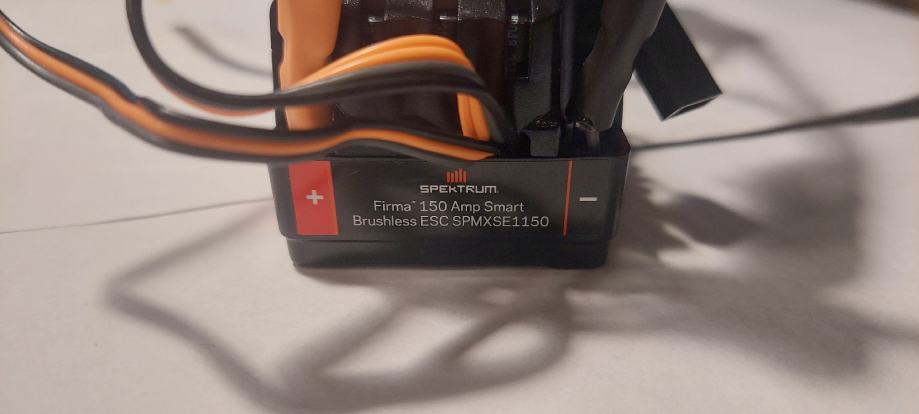 SPEKTRUM
+
Firma™ 150 Amp Smart
Brushless ESC SPMXSE1150
−